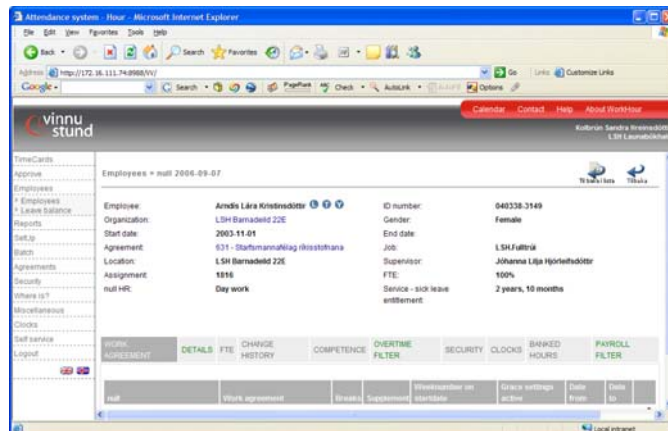 Attendance system - Hour - Microsoft Internet Explorer
File Edit View Favorites Tools Help
Back Search Favorites
Address http://172.16.111.74:8988/VV/ Go Links Customize Links
Google Search PageRank Check AutoLink AutoFill Options
Calendar Contact Help About WorkHour
vinnu
stund
Kolbrún Sandra Hreinsdótt
TimeCards
Approve
Employees
Employees
Leave balance
Reports
SetUp
Batch
Agreements
Security
Where is?
Miscellaneous
Clocks
Self service
Logout
Employees » null 2006-09-07
Tilbaka
Employee: Arndís Lára Kristinsdóttir ID number: 040338-3149
Organization: LSH Barnadeild 22E Gender: Female
Start date: 2003-11-01 End date:
Agreement: 631 - Starfsmannafélag ríkisstofnana Job: LSH.Fulltrúi
Location: LSH Barnadeild 22E Supervisor: Jóhanna Lilja Hjörleifsdóttir
Assignment: 1816 FTE: 100%
null HR: Day work Service - sick leave entitlement: 2 years, 10 months
WORK AGREEMENT DETAILS FTE CHANGE HISTORY COMPETENCE OVERTIME FILTER SECURITY CLOCKS BANKED HOURS PAYROLL FILTER
null Work agreement Breaks Supplement Weeknumber on startdate Grace settings active Date from Date to
Local intranet